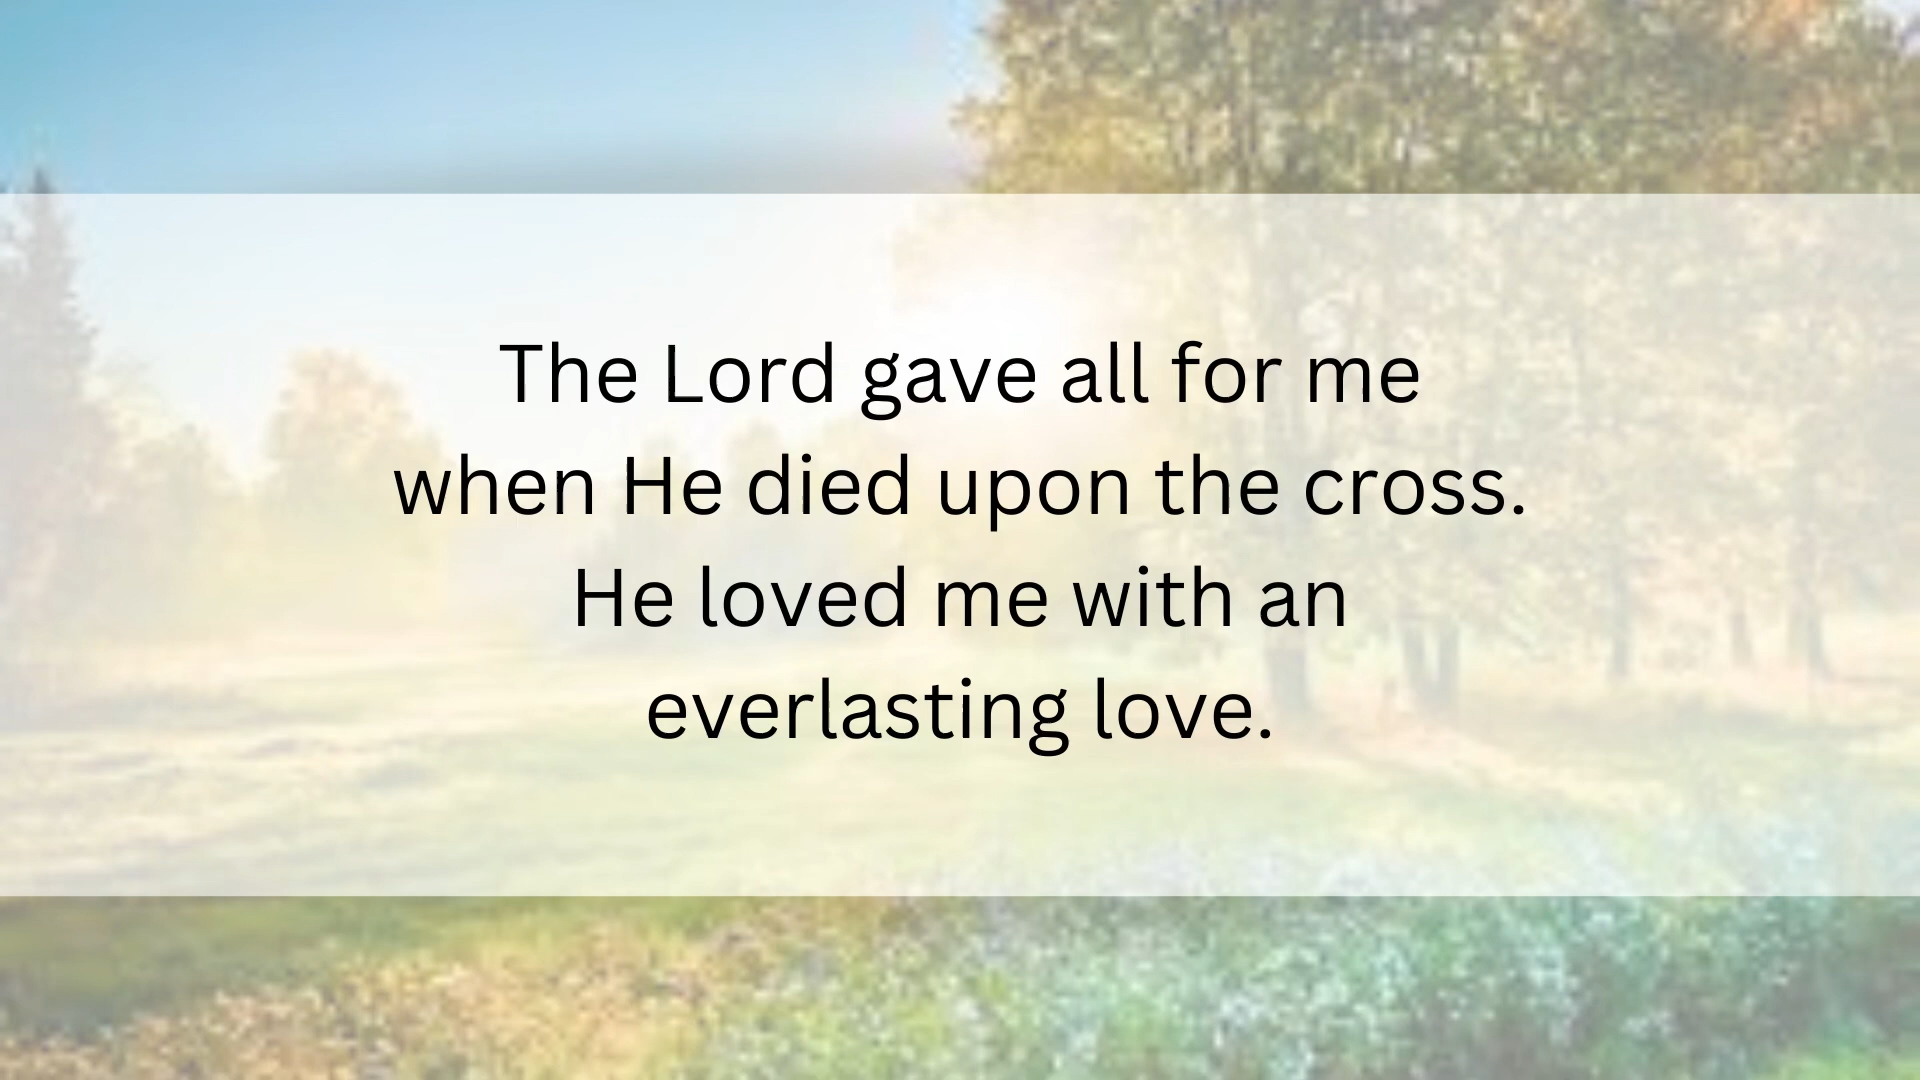 The Lord gave all for me
when He died upon the cross.
He loved me with an
everlasting love.